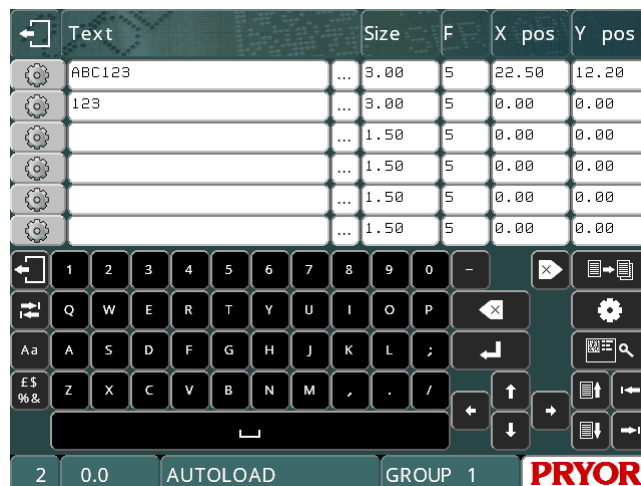 Text Size F X pos Y pos
ABC123 ... 3.00 5 22.50 12.20
123 ... 3.00 5 0.00 0.00
... 1.50 5 0.00 0.00
... 1.50 5 0.00 0.00
... 1.50 5 0.00 0.00
... 1.50 5 0.00 0.00
1 2 3 4 5 6 7 8 9 0 -
Q W E R T Y U I O P
Aa A S D F G H J K L ;
£$
%& Z X C V B N M , . /
2 0.0 AUTOLOAD GROUP 1 PRYOR